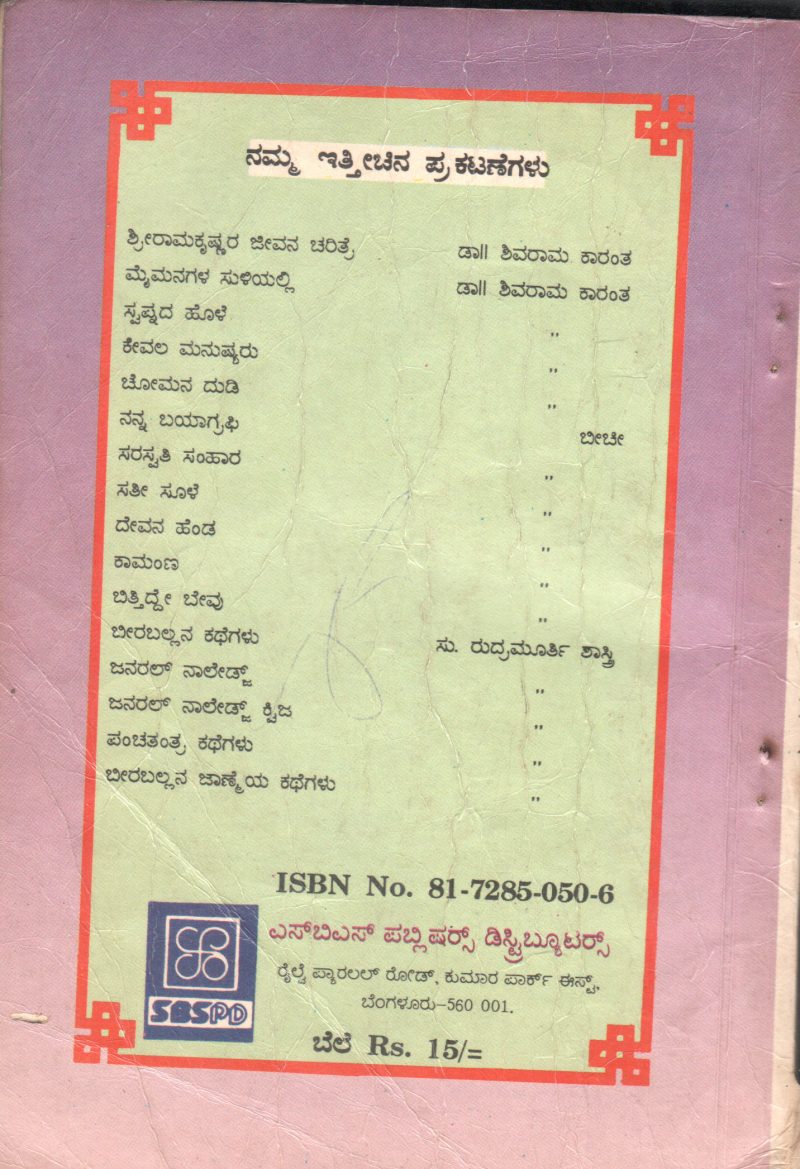 ನಮ್ಮ ಇತ್ತೀಚಿನ ಪ್ರಕಟಣೆಗಳು
ಶ್ರೀರಾಮಕೃಷ್ಣರ ಜೀವನ ಚರಿತ್ರೆ ಡಾ|| ಶಿವರಾಮ ಕಾರಂತ
ಮೈಮನಗಳ ಸುಳಿಯಲ್ಲಿ ಡಾ|| ಶಿವರಾಮ ಕಾರಂತ
ಸ್ವಪ್ನದ ಹೊಳೆ "
ಕೇವಲ ಮನುಷ್ಯರು "
ಚೋಮನ ದುಡಿ "
ನನ್ನ ಬಯಾಗ್ರಫಿ ಬೀಚೀ
ಸರಸ್ವತಿ ಸಂಹಾರ "
ಸತೀ ಸೂಳೆ "
ದೇವನ ಹೆಂಡ "
ಕಾಮಂಣ "
ಬಿತ್ತಿದ್ದೇ ಬೇವು "
ಬೀರಬಲ್ಲನ ಕಥೆಗಳು ಸು. ರುದ್ರಮೂರ್ತಿ ಶಾಸ್ತ್ರಿ
ಜನರಲ್ ನಾಲೇಡ್ಜ್ "
ಜನರಲ್ ನಾಲೇಡ್ಜ್ ಕ್ವಿಜ "
ಪಂಚತಂತ್ರ ಕಥೆಗಳು "
ಬೀರಬಲ್ಲನ ಜಾಣ್ಮೆಯ ಕಥೆಗಳು "
ISBN No. 81-7285-050-6
ಎಸ್‌ಬಿಎಸ್ ಪಬ್ಲಿಷರ್ಸ್ ಡಿಸ್ಟ್ರಿಬ್ಯೂಟರ್ಸ್
ರೈಲ್ವೆ ಪ್ಯಾರಲಲ್ ರೋಡ್, ಕುಮಾರ ಪಾರ್ಕ್ ಈಸ್ಟ್,
ಬೆಂಗಳೂರು-560 001.
SBSPD
ಬೆಲೆ Rs. 15/=